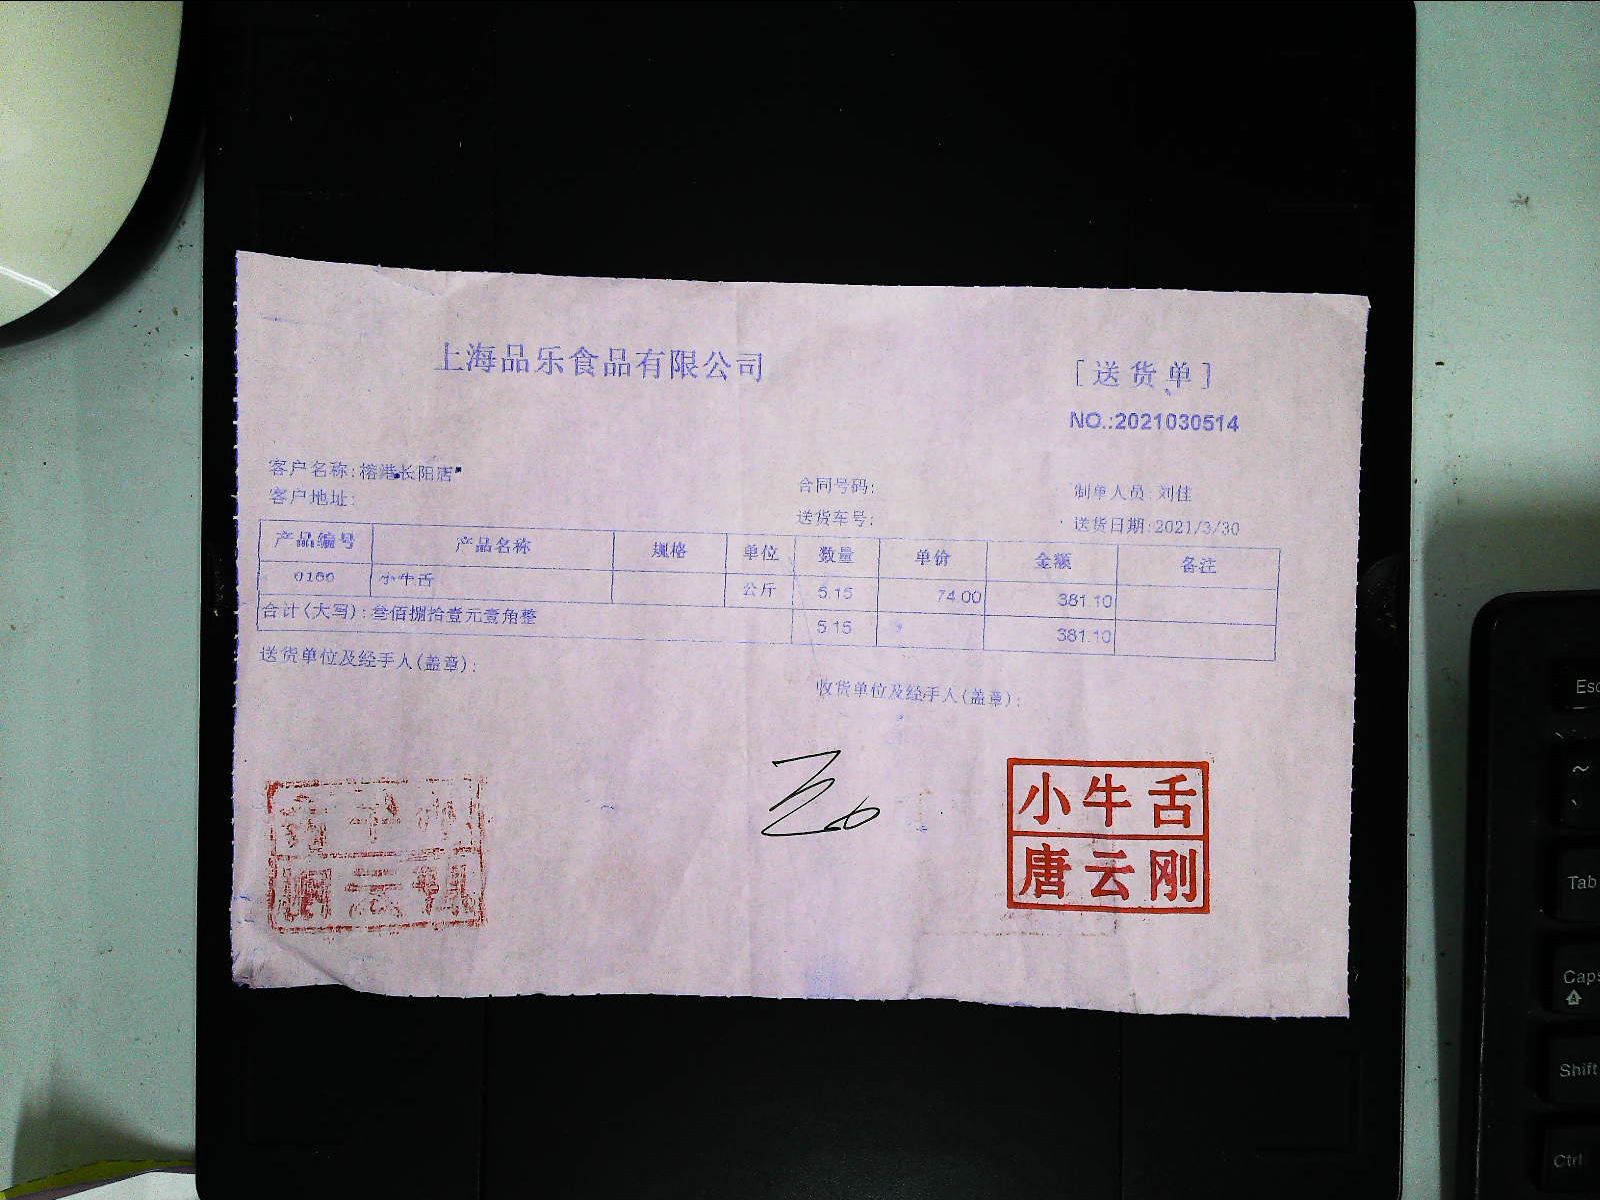 上海品乐食品有限公司
[送货单]
NO.:2021030514
客户名称:榕港长阳店
合同号码:
制单人员:刘佳
客户地址:
送货车号:
送货日期:2021/3/30
产品编号 产品名称 规格 单位 数量 单价 金额 备注
0160 小牛舌 公斤 5.15 74.00 381.10
合计(大写):叁佰捌拾壹元壹角整 5.15 381.10
送货单位及经手人(盖章):
收货单位及经手人(盖章):
小牛舌
唐云刚
Esc
~
Tab
Caps
Shift
Ctrl